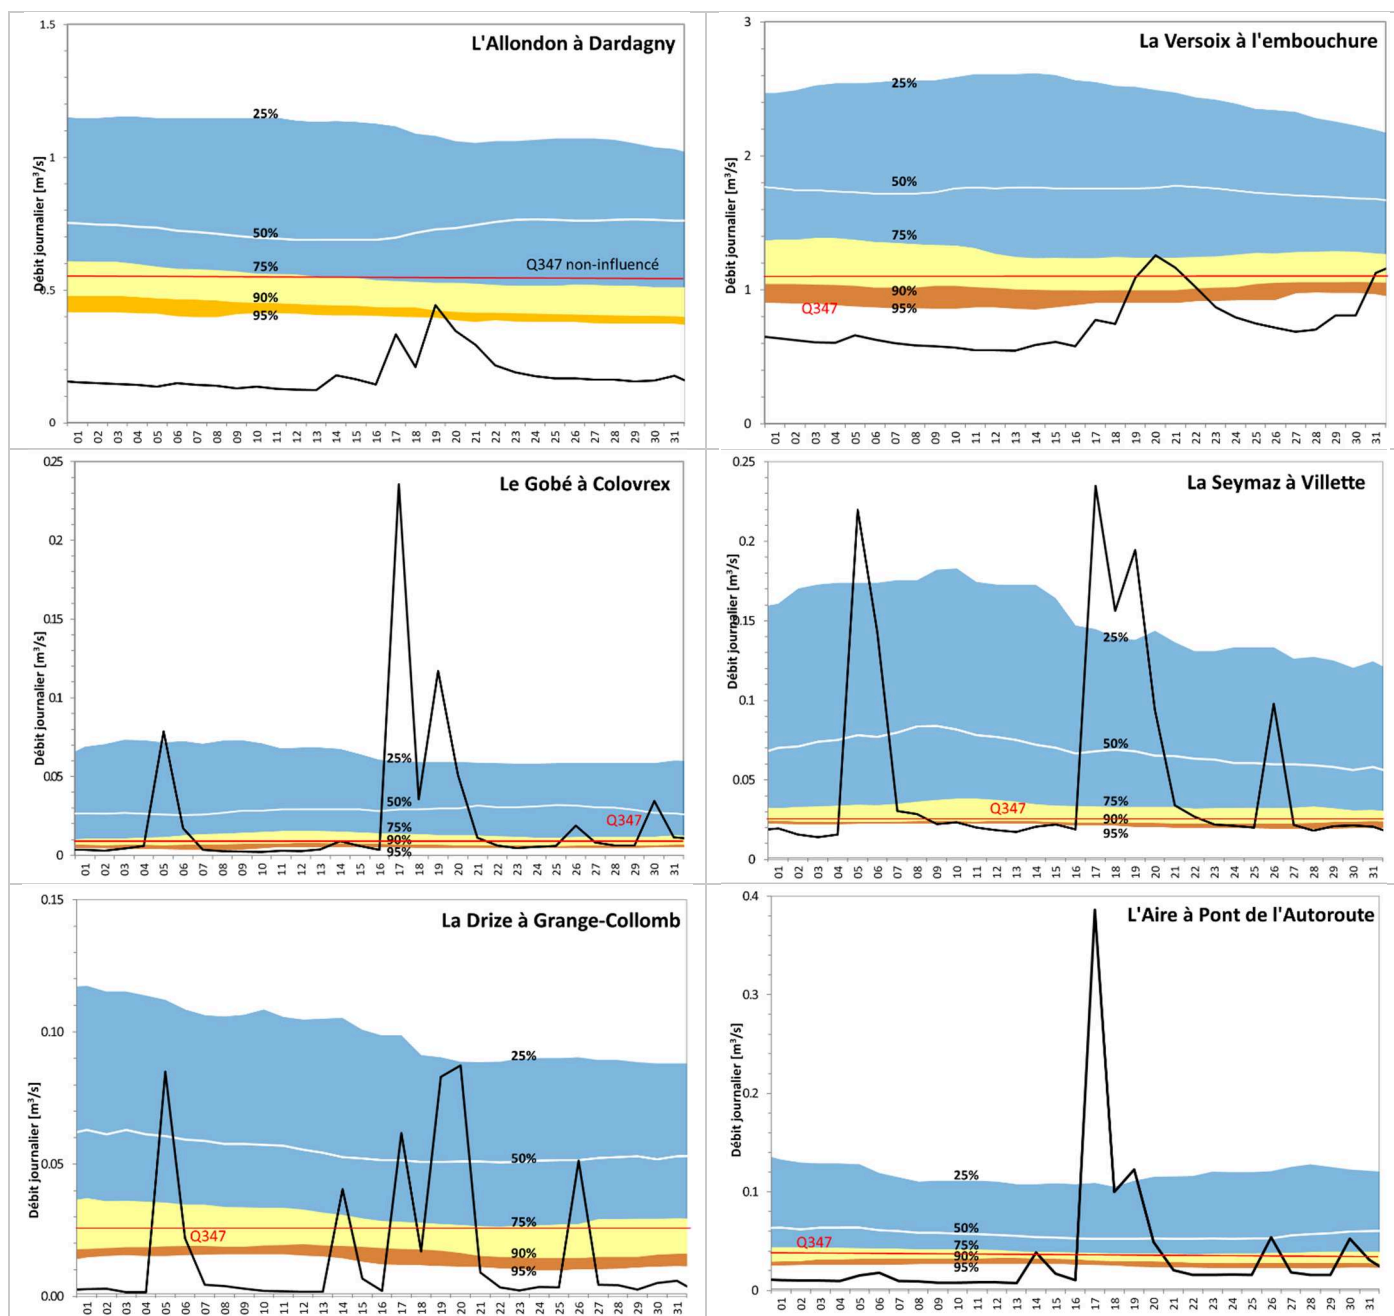 L'Allondon à Dardagny
Débit journalier [m³/s]
1.5
1
0.5
0
25%
50%
75%
90%
95%
Q347 non-influencé
01 02 03 04 05 06 07 08 09 10 11 12 13 14 15 16 17 18 19 20 21 22 23 24 25 26 27 28 29 30 31
La Versoix à l'embouchure
Débit journalier [m³/s]
3
2
1
0
25%
50%
75%
90%
95%
Q347
01 02 03 04 05 06 07 08 09 10 11 12 13 14 15 16 17 18 19 20 21 22 23 24 25 26 27 28 29 30 31
Le Gobé à Colovrex
Débit journalier [m³/s]
0.25
0.2
0.15
0.1
0.05
0
25%
50%
75%
90%
95%
Q347
01 02 03 04 05 06 07 08 09 10 11 12 13 14 15 16 17 18 19 20 21 22 23 24 25 26 27 28 29 30 31
La Seymaz à Villette
Débit journalier [m³/s]
0.25
0.2
0.15
0.1
0.05
0
25%
50%
75%
90%
95%
Q347
01 02 03 04 05 06 07 08 09 10 11 12 13 14 15 16 17 18 19 20 21 22 23 24 25 26 27 28 29 30 31
La Drize à Grange-Collomb
Débit journalier [m³/s]
0.15
0.10
0.05
0.00
25%
50%
75%
90%
95%
Q347
01 02 03 04 05 06 07 08 09 10 11 12 13 14 15 16 17 18 19 20 21 22 23 24 25 26 27 28 29 30 31
L'Aire à Pont de l'Autoroute
Débit journalier [m³/s]
0.4
0.3
0.2
0.1
0
25%
50%
75%
90%
95%
Q347
01 02 03 04 05 06 07 08 09 10 11 12 13 14 15 16 17 18 19 20 21 22 23 24 25 26 27 28 29 30 31